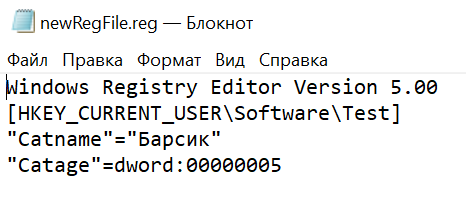 newRegFile.reg — Блокнот
Файл Правка Формат Вид Справка
Windows Registry Editor Version 5.00
[HKEY_CURRENT_USER\Software\Test]
"Catname"="Барсик"
"Catage"=dword:00000005